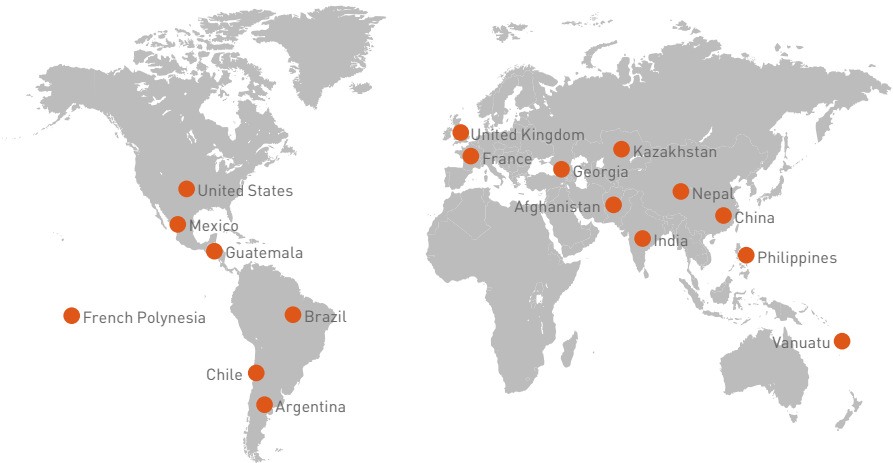 United Kingdom
Kazakhstan
France
Georgia
United States
Nepal
Afghanistan
China
Mexico
India
Guatemala
Philippines
French Polynesia
Brazil
Vanuatu
Chile
Argentina